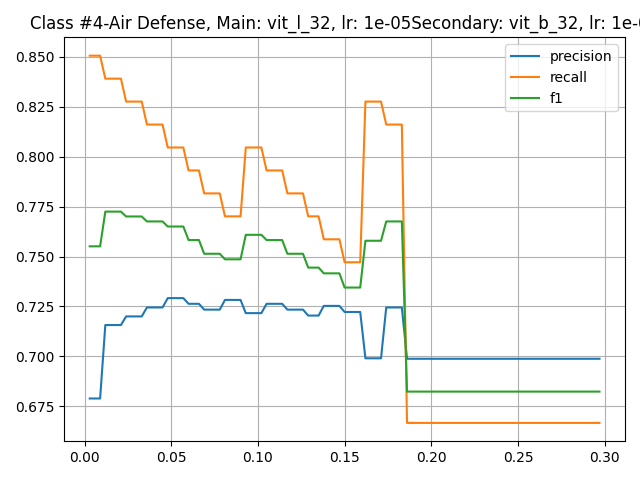 Class #4-Air Defense, Main: vit_l_32, lr: 1e-05Secondary: vit_b_32, lr: 1e-
precision
recall
f1
0.850
0.825
0.800
0.775
0.750
0.725
0.700
0.675
0.00 0.05 0.10 0.15 0.20 0.25 0.30